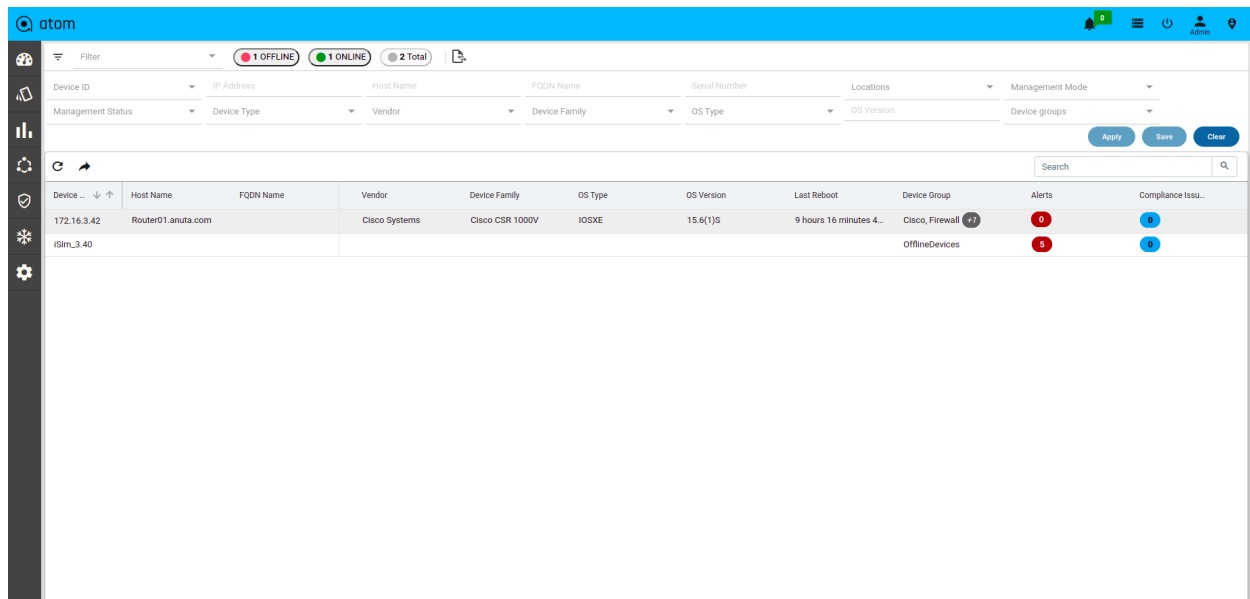 atom
0
Admin
Filter 1 OFFLINE 1 ONLINE 2 Total
Device ID IP Address Host Name FQDN Name Serial Number Locations Management Mode
Management Status Device Type Vendor Device Family OS Type OS Version Device groups
Apply Save Clear
Search
Device ... Host Name FQDN Name Vendor Device Family OS Type OS Version Last Reboot Device Group Alerts Compliance Issu...
172.16.3.42 Router01.anuta.com Cisco Systems Cisco CSR 1000V IOSXE 15.6(1)S 9 hours 16 minutes 4... Cisco, Firewall +1 0 0
iSim_3.40 OfflineDevices 5 0